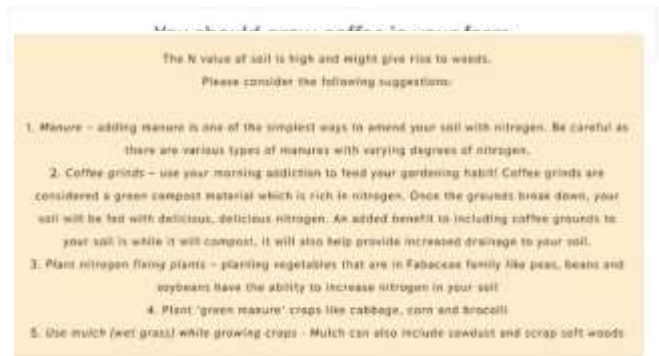 You should grow coffee in your farm
The N value of soil is high and might give rise to weeds.
Please consider the following suggestions:
1. Manure – adding manure is one of the simplest ways to amend your soil with nitrogen. Be careful as
there are various types of manures with varying degrees of nitrogen.
2. Coffee grinds – use your morning addiction to feed your gardening habit! Coffee grinds are
considered a green compost material which is rich in nitrogen. Once the grounds break down, your
soil will be fed with delicious, delicious nitrogen. An added benefit to including coffee grounds to
your soil is while it will compost, it will also help provide increased drainage to your soil.
3. Plant nitrogen fixing plants – planting vegetables that are in Fabaceae family like peas, beans and
soybeans have the ability to increase nitrogen in your soil
4. Plant 'green manure' crops like cabbage, corn and brocolli
5. Use mulch (wet grass) while growing crops - Mulch can also include sawdust and scrap soft woods